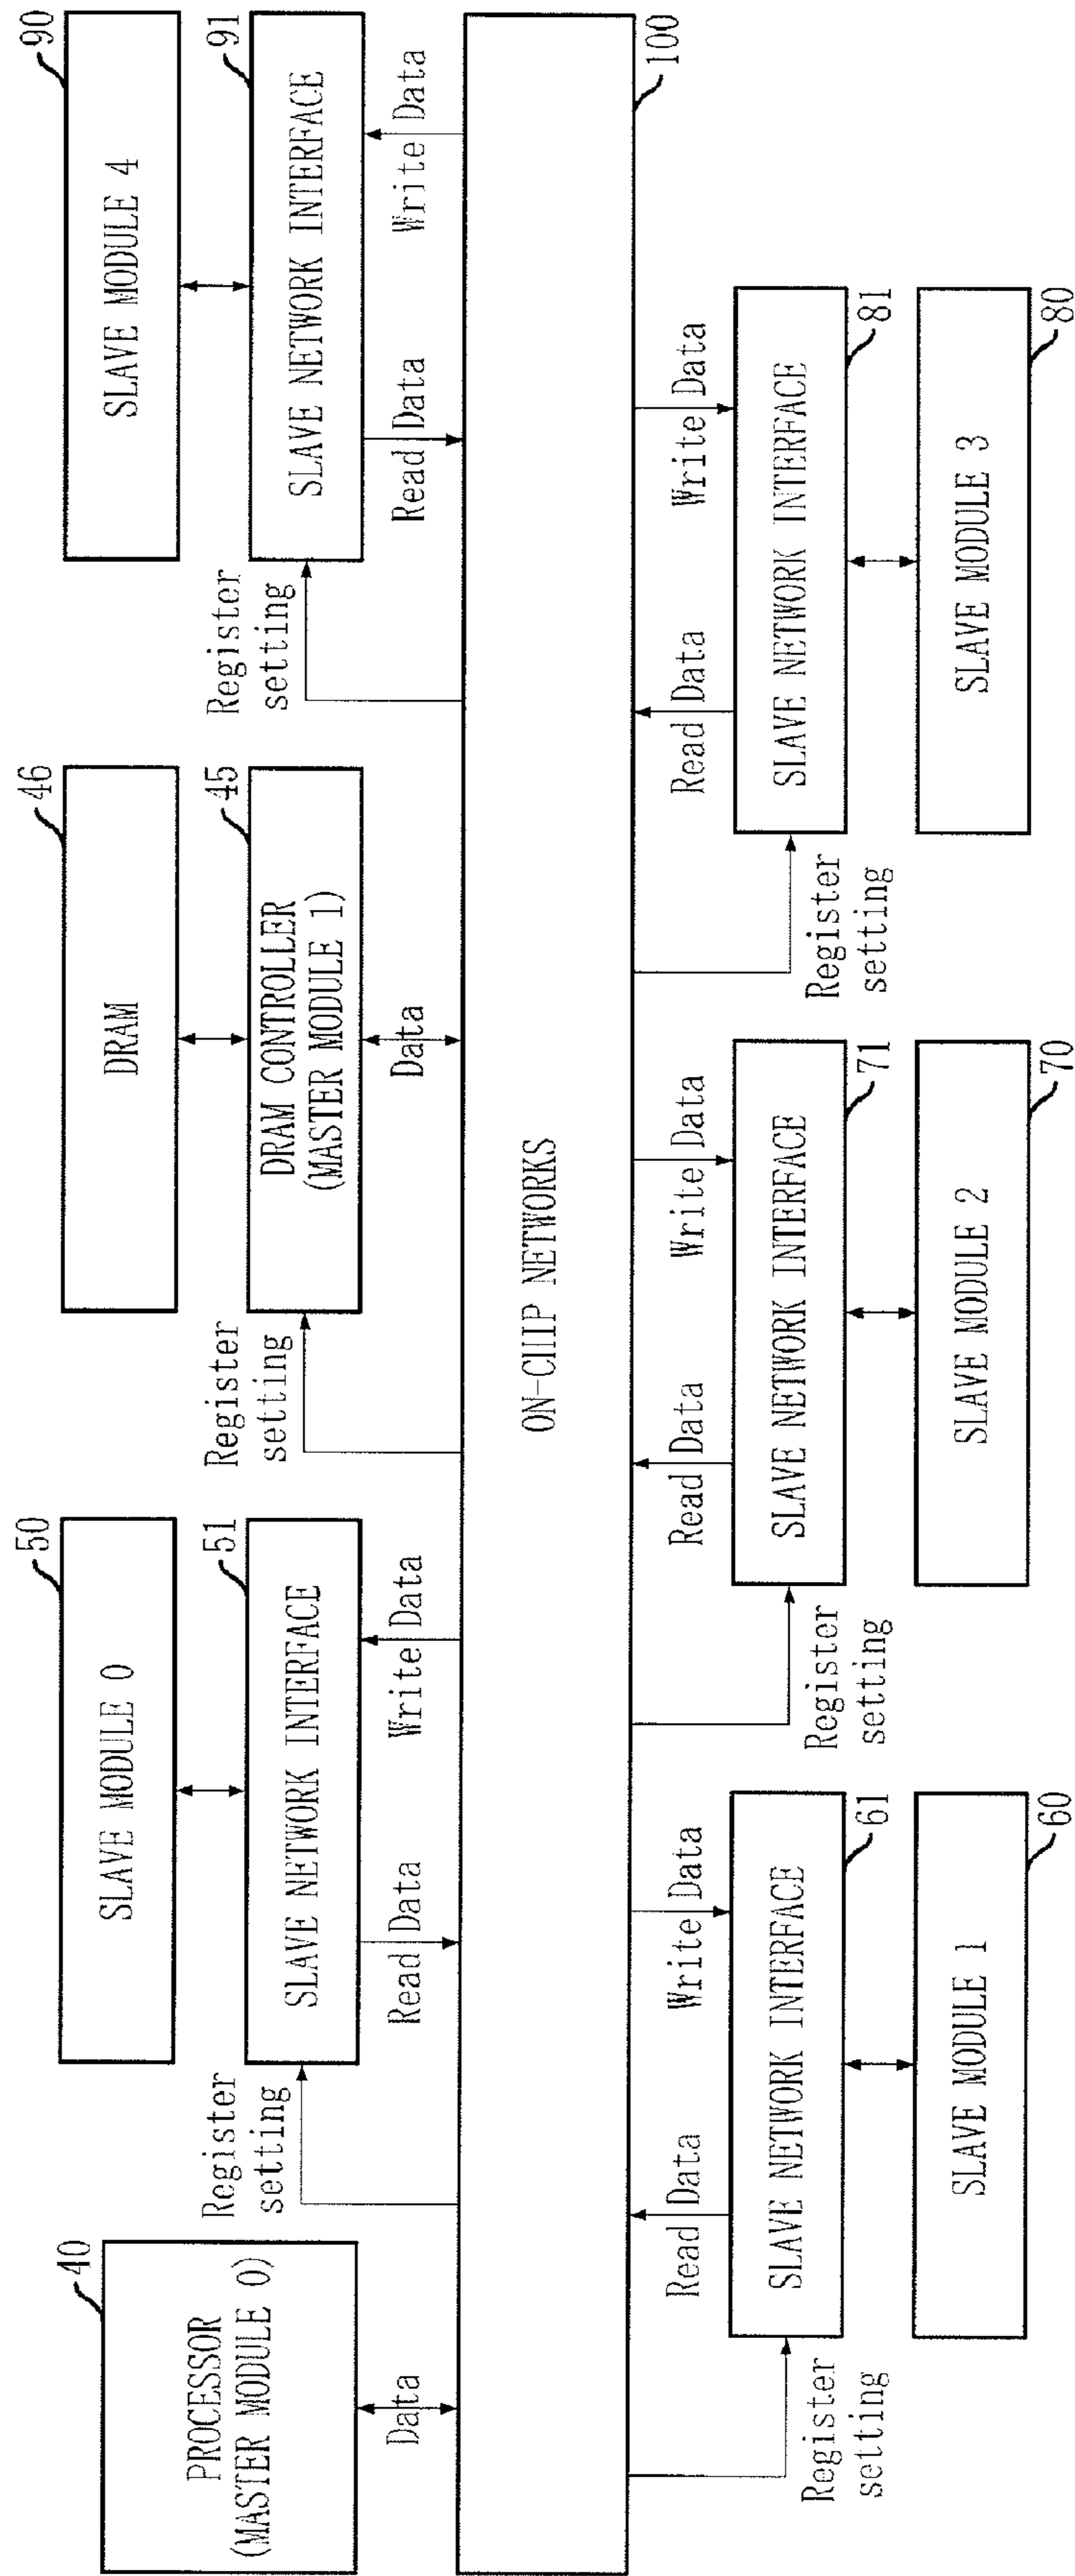 40
PROCESSOR
(MASTER MODULE 0)
Data
50
SLAVE MODULE 0
51
SLAVE NETWORK INTERFACE
Register
setting
Read Data
Write Data
46
DRAM
45
DRAM CONTROLLER
(MASTER MODULE 1)
Register
setting
Data
90
SLAVE MODULE 4
91
SLAVE NETWORK INTERFACE
Register
setting
Read Data
Write Data
ON-CHIP NETWORKS
100
Register
setting
Read Data
Write Data
SLAVE NETWORK INTERFACE
61
SLAVE MODULE 1
60
Register
setting
Read Data
Write Data
SLAVE NETWORK INTERFACE
71
SLAVE MODULE 2
70
Register
setting
Read Data
Write Data
SLAVE NETWORK INTERFACE
81
SLAVE MODULE 3
80